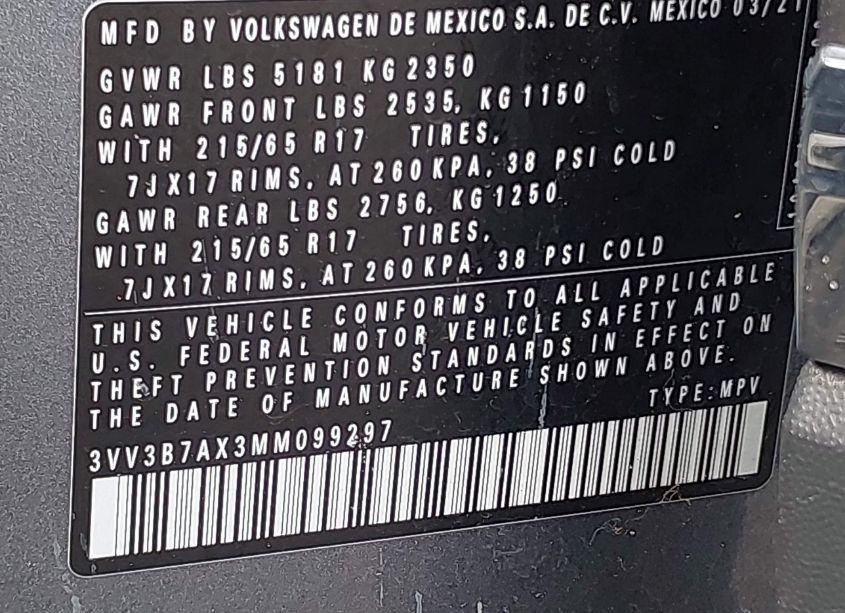 MFD BY VOLKSWAGEN DE MEXICO S.A. DE C.V. MEXICO 03/21
GVWR LBS 5181 KG 2350
GAWR FRONT LBS 2535, KG 1150
WITH 215/65 R17 TIRES,
7JX17 RIMS, AT 260 KPA, 38 PSI COLD
GAWR REAR LBS 2756, KG 1250
WITH 215/65 R17 TIRES,
7JX17 RIMS, AT 260 KPA, 38 PSI COLD
THIS VEHICLE CONFORMS TO ALL APPLICABLE
U.S. FEDERAL MOTOR VEHICLE SAFETY AND
THEFT PREVENTION STANDARDS IN EFFECT ON
THE DATE OF MANUFACTURE SHOWN ABOVE.
TYPE: MPV
3VV3B7AX3MM099297